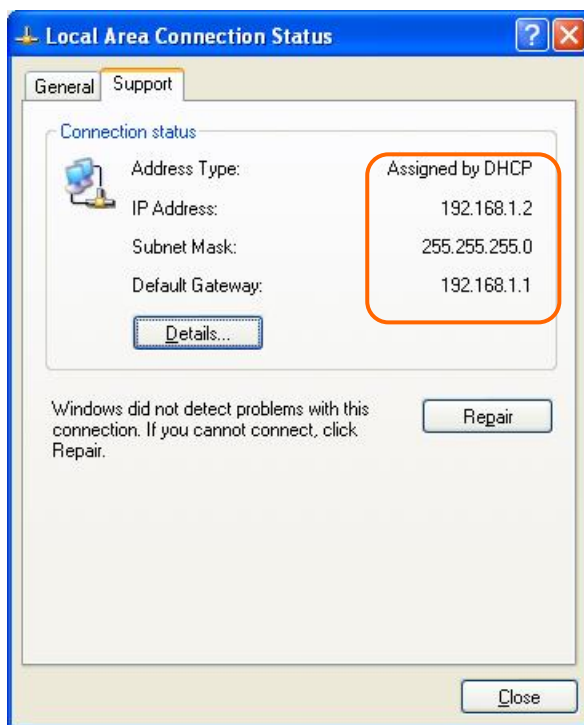 Local Area Connection Status
General Support
Connection status
Address Type: Assigned by DHCP
IP Address: 192.168.1.2
Subnet Mask: 255.255.255.0
Default Gateway: 192.168.1.1
Details...
Windows did not detect problems with this
connection. If you cannot connect, click
Repair.
Repair
Close